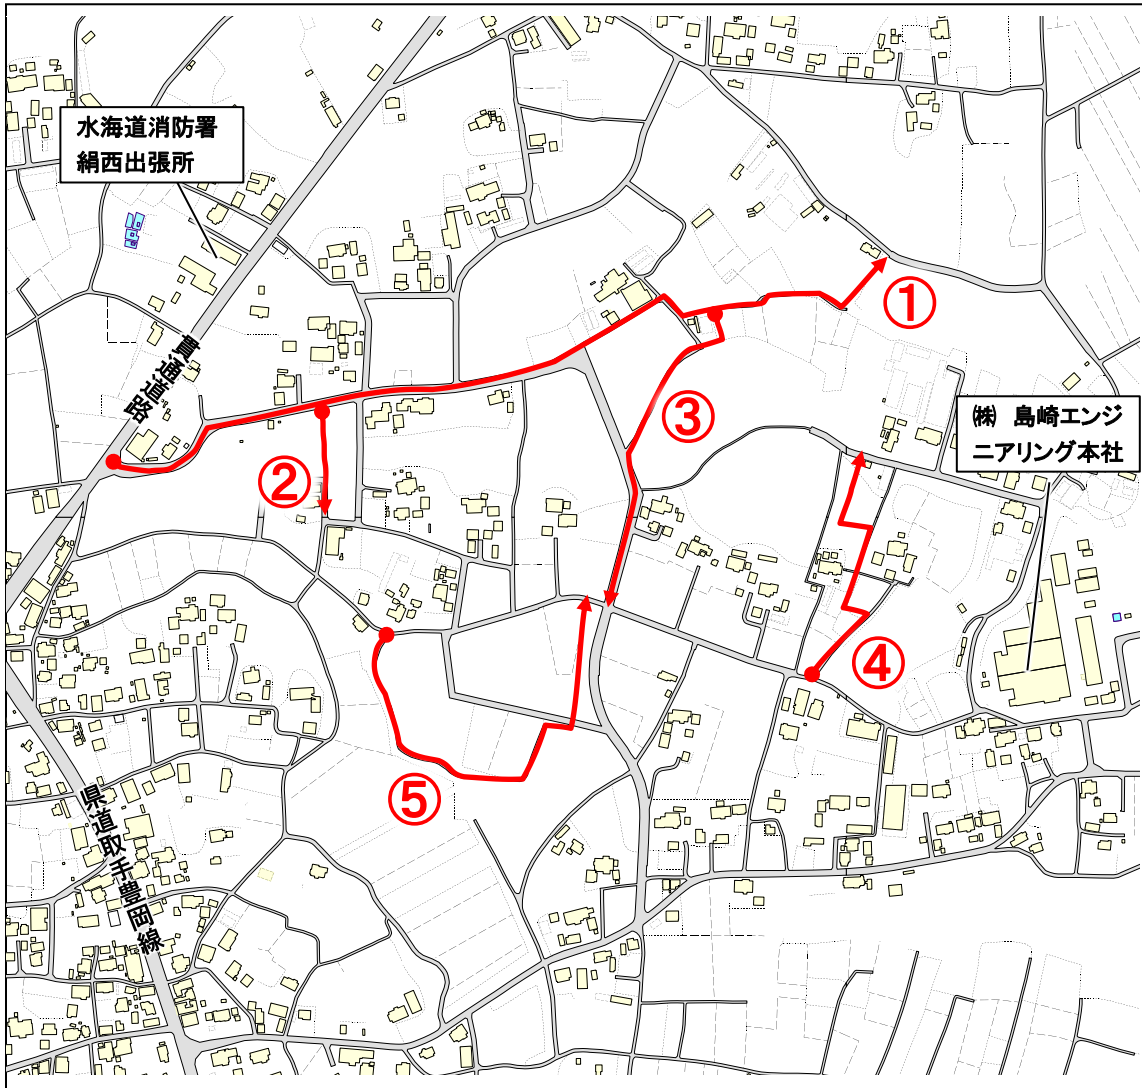 水海道消防署
絹西出張所
貫通道路
①
③
㈱ 島崎エンジ
ニアリング本社
②
④
⑤
県道取手豊岡線